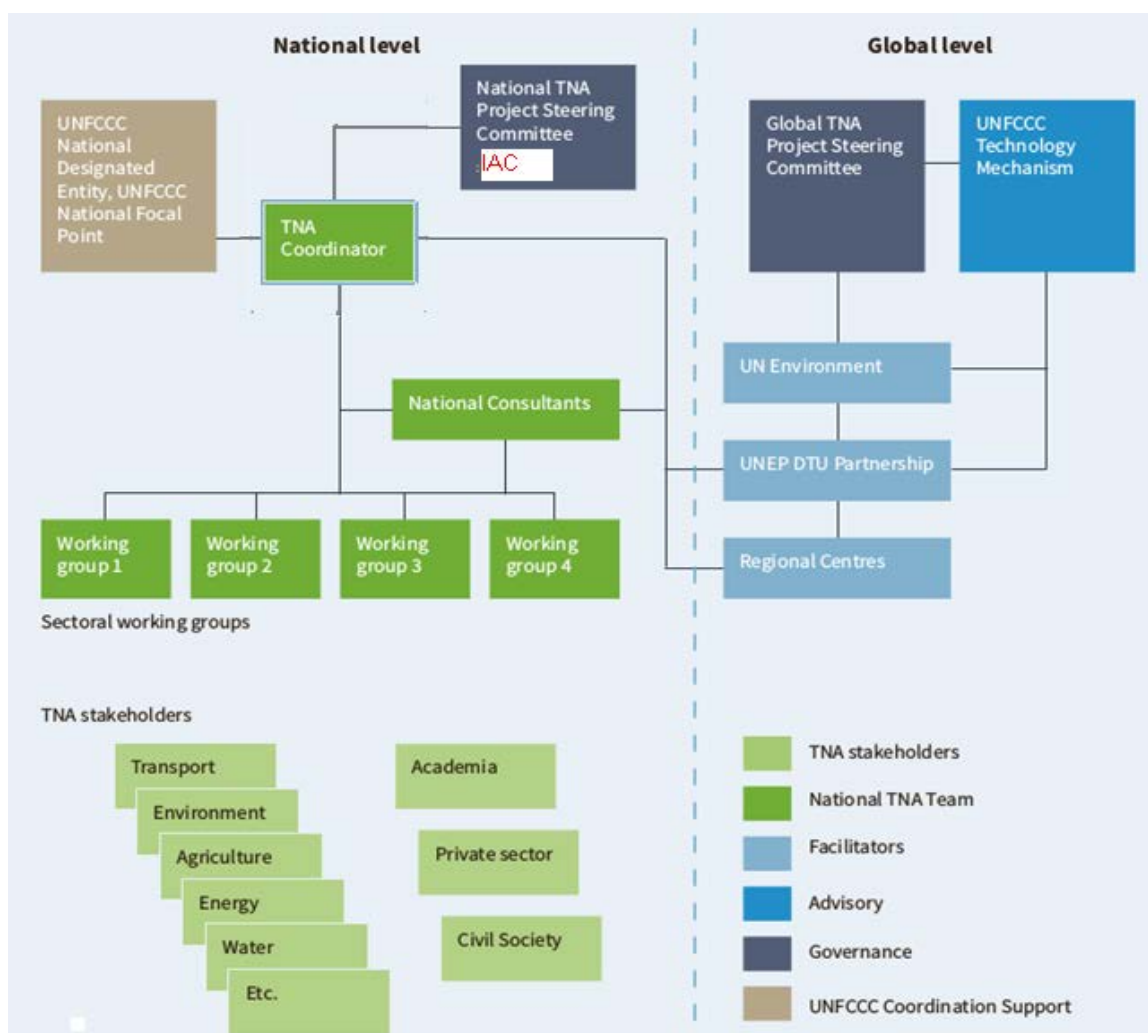 National level
Global level
UNFCCC
National
Designated
Entity, UNFCCC
National Focal
Point
National TNA
Project Steering
Committee
:IAC
TNA
Coordinator
Global TNA
Project Steering
Committee
UNFCCC
Technology
Mechanism
UN Environment
National Consultants
UNEP DTU Partnership
Working
group 1
Working
group 2
Working
group 3
Working
group 4
Regional Centres
Sectoral working groups
TNA stakeholders
Transport
Environment
Agriculture
Energy
Water
Etc.
Academia
Private sector
Civil Society
TNA stakeholders
National TNA Team
Facilitators
Advisory
Governance
UNFCCC Coordination Support